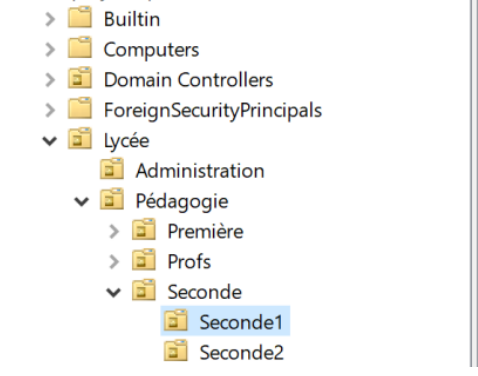 Builtin
Computers
Domain Controllers
ForeignSecurityPrincipals
Lycée
Administration
Pédagogie
Première
Profs
Seconde
Seconde1
Seconde2